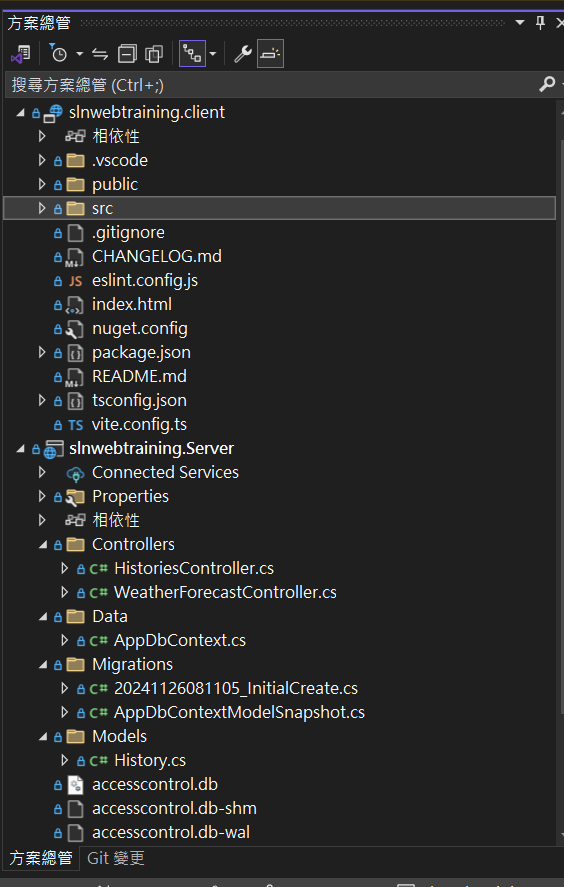 方案總管
搜尋方案總管 (Ctrl+;)
slnwebtraining.client
相依性
.vscode
public
src
.gitignore
CHANGELOG.md
JS eslint.config.js
index.html
nuget.config
package.json
README.md
tsconfig.json
TS vite.config.ts
slnwebtraining.Server
Connected Services
Properties
相依性
Controllers
C# HistoriesController.cs
C# WeatherForecastController.cs
Data
C# AppDbContext.cs
Migrations
C# 20241126081105_InitialCreate.cs
C# AppDbContextModelSnapshot.cs
Models
C# History.cs
accesscontrol.db
accesscontrol.db-shm
accesscontrol.db-wal
方案總管 Git 變更